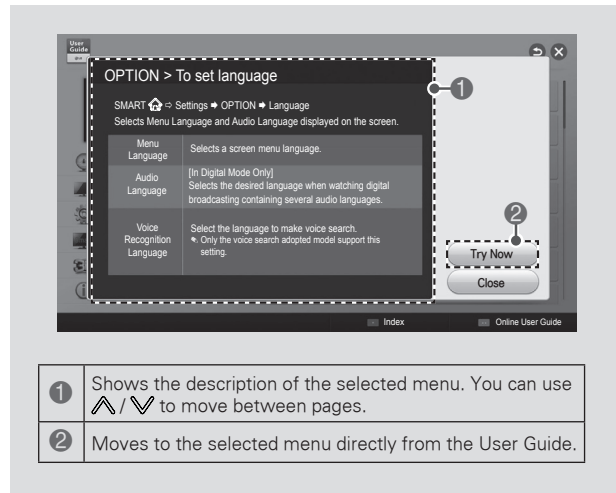 User
Guide
OPTION > To set language
SMART ⇨ Settings ➡ OPTION ➡ Language
Selects Menu Language and Audio Language displayed on the screen.
Menu
Language
Selects a screen menu language.
Audio
Language
[In Digital Mode Only]
Selects the desired language when watching digital
broadcasting containing several audio languages.
Voice
Recognition
Language
Select the language to make voice search.
Only the voice search adopted model support this
setting.
1
2
Try Now
Close
Index
Online User Guide
1 Shows the description of the selected menu. You can use
/ to move between pages.
2 Moves to the selected menu directly from the User Guide.